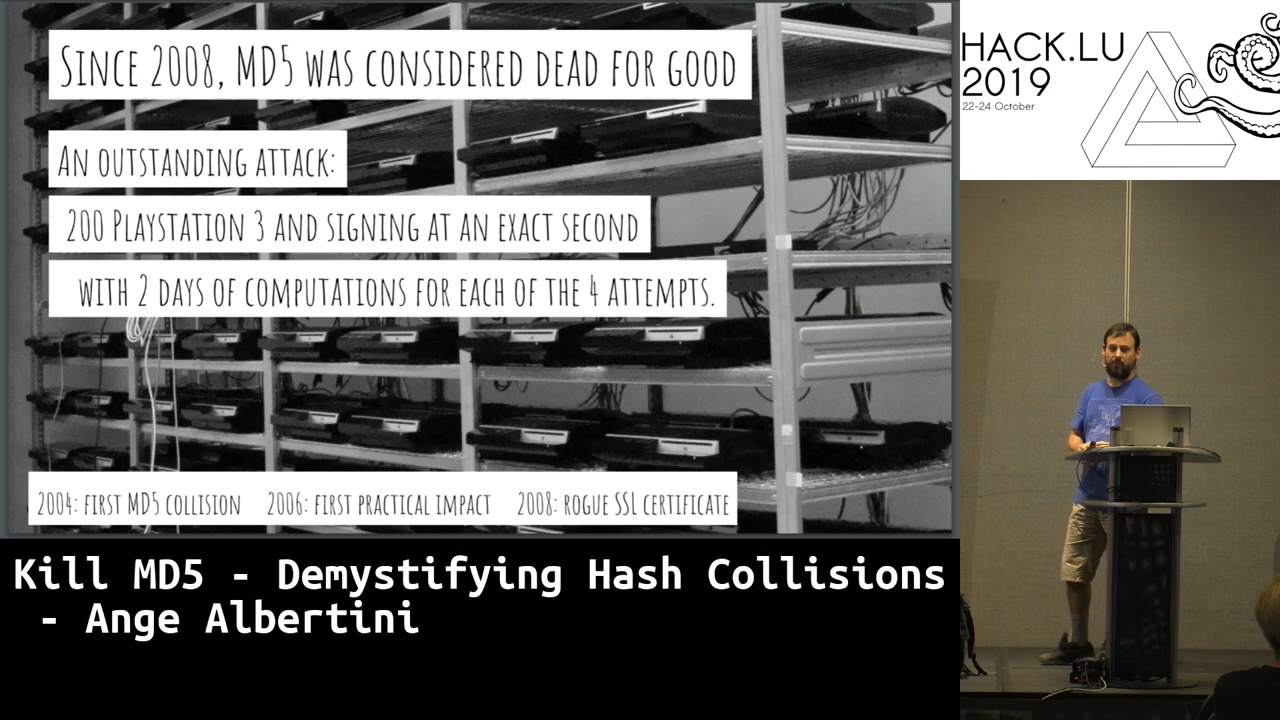 SINCE 2008, MD5 WAS CONSIDERED DEAD FOR GOOD
AN OUTSTANDING ATTACK:
200 PLAYSTATION 3 AND SIGNING AT AN EXACT SECOND
WITH 2 DAYS OF COMPUTATIONS FOR EACH OF THE 4 ATTEMPTS.
2004: FIRST MD5 COLLISION 2006: FIRST PRACTICAL IMPACT 2008: ROGUE SSL CERTIFICATE
HACK.LU
2019
22-24 October
Kill MD5 - Demystifying Hash Collisions
- Ange Albertini